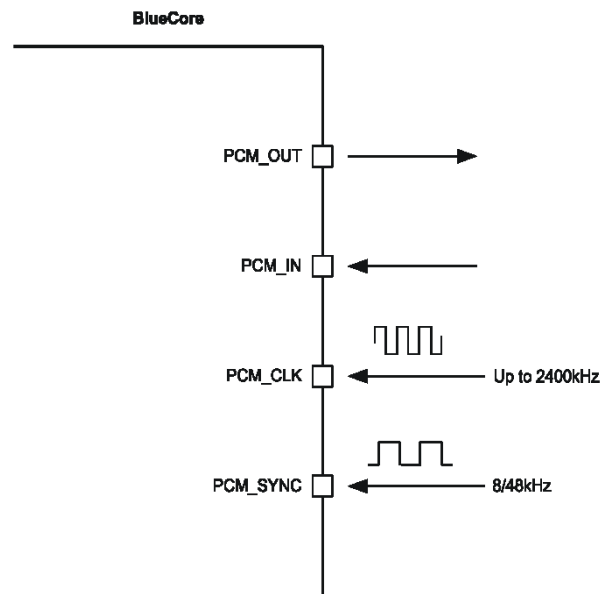 BlueCore
PCM_OUT
PCM_IN
PCM_CLK
Up to 2400kHz
PCM_SYNC
8/48kHz